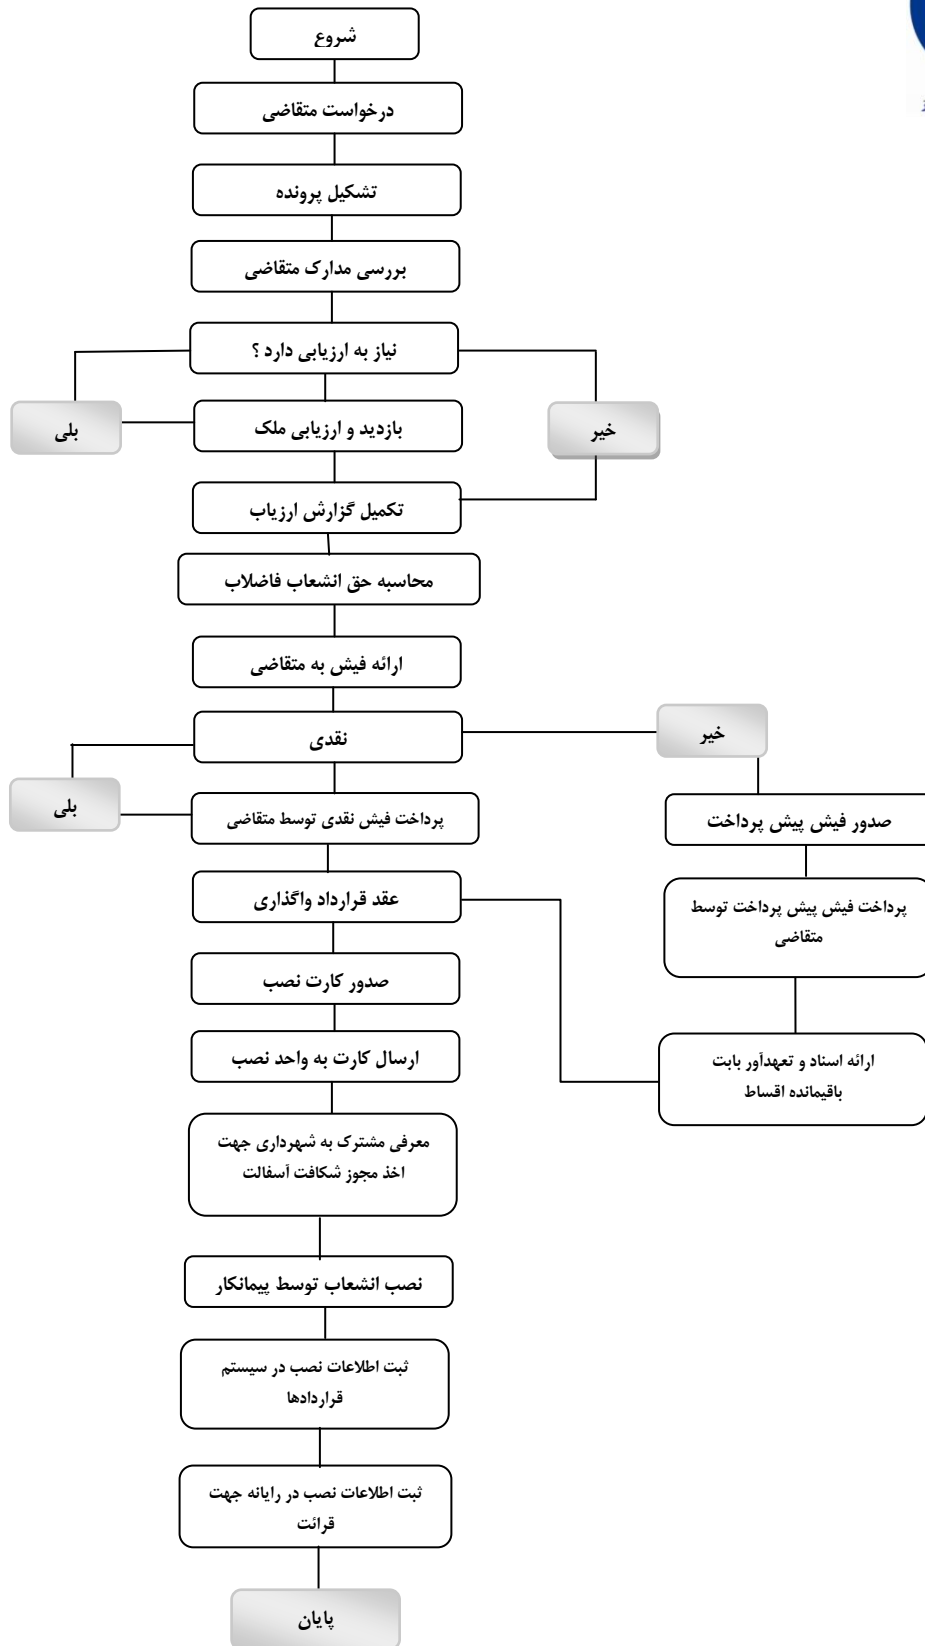 شروع
درخواست متقاضی
تشکیل پرونده
بررسی مدارک متقاضی
نیاز به ارزیابی دارد ؟
بلی
بازدید و ارزیابی ملک
خیر
تکمیل گزارش ارزیاب
محاسبه حق انشعاب فاضلاب
ارائه فیش به متقاضی
نقدی
خیر
بلی
پرداخت فیش نقدی توسط متقاضی
صدور فیش پیش پرداخت
عقد قرارداد واگذاری
پرداخت فیش پیش پرداخت توسط
متقاضی
صدور کارت نصب
ارسال کارت به واحد نصب
ارائه اسناد و تعهدآور بابت
باقیمانده اقساط
معرفی مشترک به شهرداری جهت
اخذ مجوز شکافت آسفالت
نصب انشعاب توسط پیمانکار
ثبت اطلاعات نصب در سیستم
قراردادها
ثبت اطلاعات نصب در رایانه جهت
قرائت
پایان